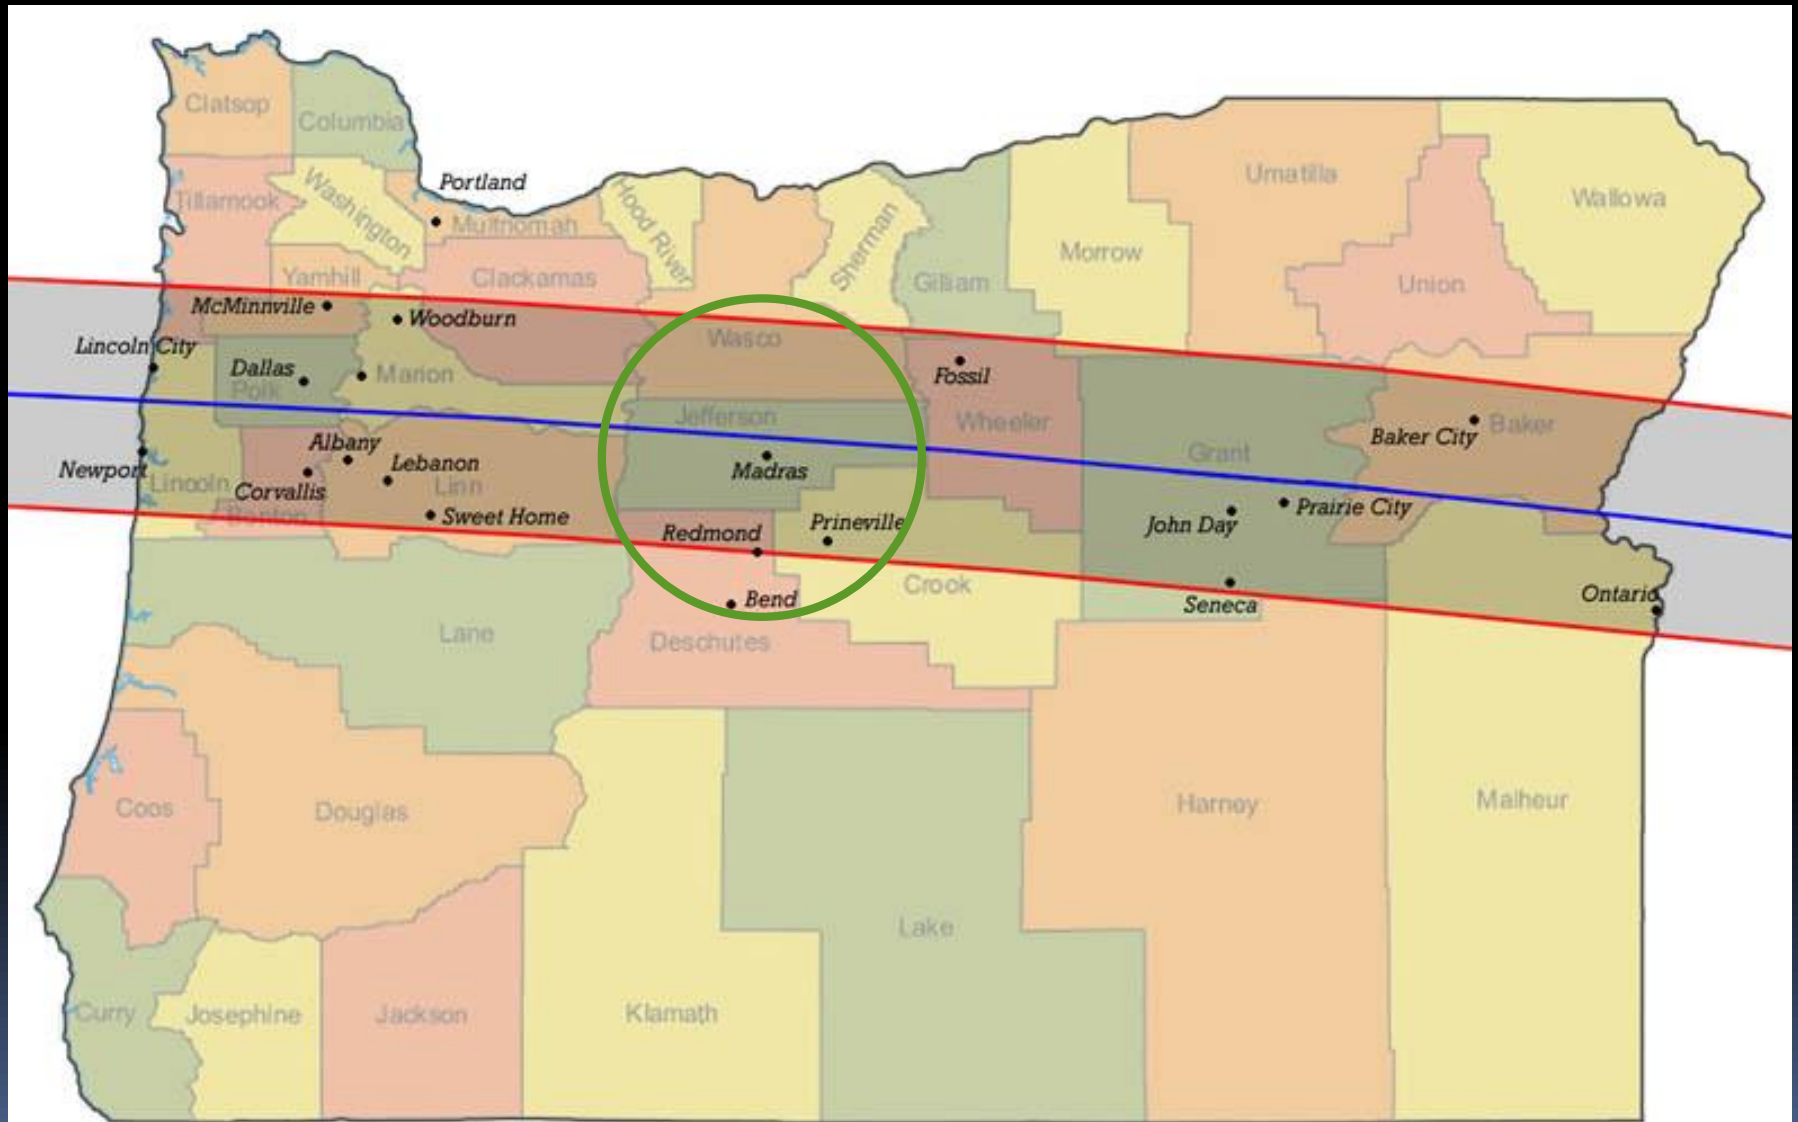 Clatsop
Columbia
Portland
Tillamook
Washington
Multnomah
Hood River
Sherman
Gilliam
Morrow
Umatilla
Wallowa
Union
Yamhill
Clackamas
McMinnville
Woodburn
Wasco
Lincoln City
Dallas
Polk
Marion
Fossil
Jefferson
Wheeler
Grant
Baker City
Baker
Albany
Newport
Lincoln
Corvallis
Lebanon
Linn
Benton
Sweet Home
Madras
Redmond
Prineville
John Day
Prairie City
Bend
Crook
Seneca
Ontario
Lane
Deschutes
Coos
Douglas
Harney
Malheur
Lake
Curry
Josephine
Jackson
Klamath